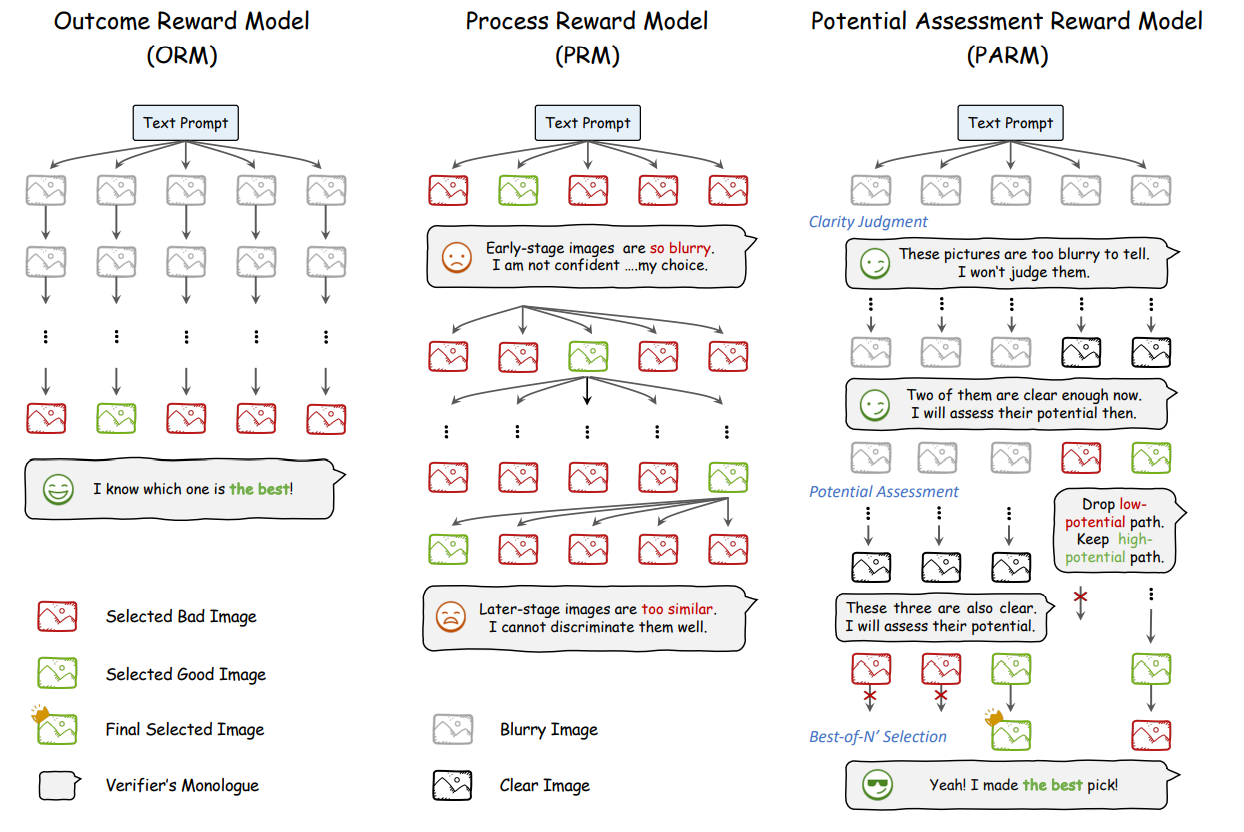 Outcome Reward Model
(ORM)
Text Prompt
I know which one is the best!
Selected Bad Image
Selected Good Image
Final Selected Image
Verifier's Monologue
Process Reward Model
(PRM)
Text Prompt
Early-stage images are so blurry.
I am not confident ....my choice.
Later-stage images are too similar.
I cannot discriminate them well.
Blurry Image
Clear Image
Potential Assessment Reward Model
(PARM)
Text Prompt
Clarity Judgment
These pictures are too blurry to tell.
I won't judge them.
Two of them are clear enough now.
I will assess their potential then.
Potential Assessment
Drop low-
potential path.
Keep high-
potential path.
These three are also clear.
I will assess their potential.
Best-of-N' Selection
Yeah! I made the best pick!